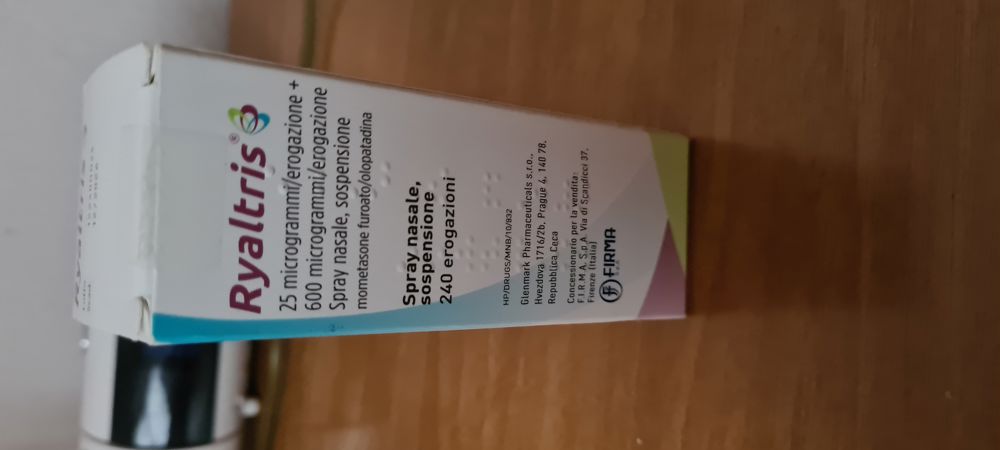 Ryaltris®
25 microgrammi/erogazione +
600 microgrammi/erogazione
Spray nasale, sospensione
mometasone furoato/olopatadina
Spray nasale,
sospensione
240 erogazioni
HP/DRUGS/MNB/10/832
Glenmark Pharmaceuticals s.r.o.,
Hvezdova 1716/2b, Prague 4, 140 78,
Repubblica Ceca
Concessionario per la vendita:
F.I.R.M.A. S.p.A. Via di Scandicci 37,
Firenze (Italia)
FIRMA